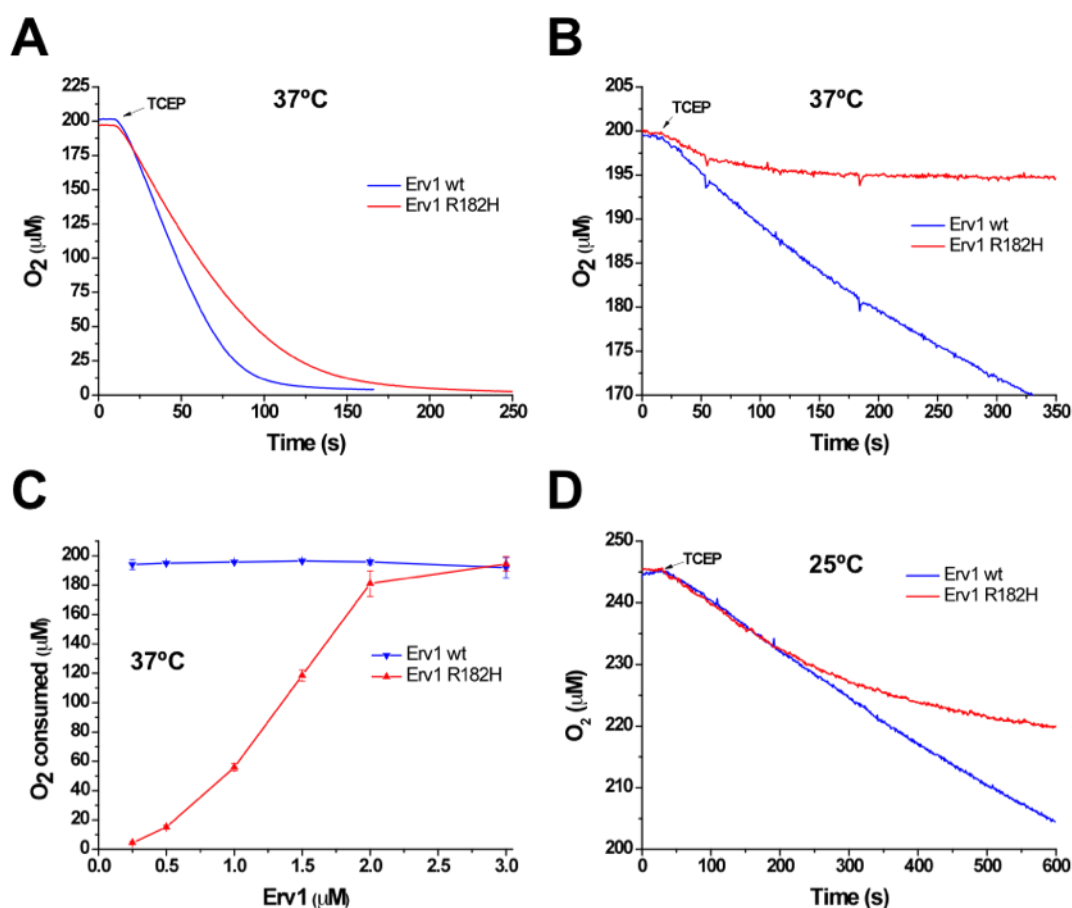 A
225
200
175
150
125
100
75
50
25
0
O2 (μM)
TCEP
37ºC
Erv1 wt
Erv1 R182H
0 50 100 150 200 250
Time (s)
B
205
200
195
190
185
180
175
170
O2 (μM)
TCEP
37ºC
Erv1 wt
Erv1 R182H
0 50 100 150 200 250 300 350
Time (s)
C
200
180
160
140
120
100
80
60
40
20
0
O2 consumed (μM)
37ºC
Erv1 wt
Erv1 R182H
0.0 0.5 1.0 1.5 2.0 2.5 3.0
Erv1 (μM)
D
250
240
230
220
210
200
O2 (μM)
TCEP
25ºC
Erv1 wt
Erv1 R182H
0 100 200 300 400 500 600
Time (s)